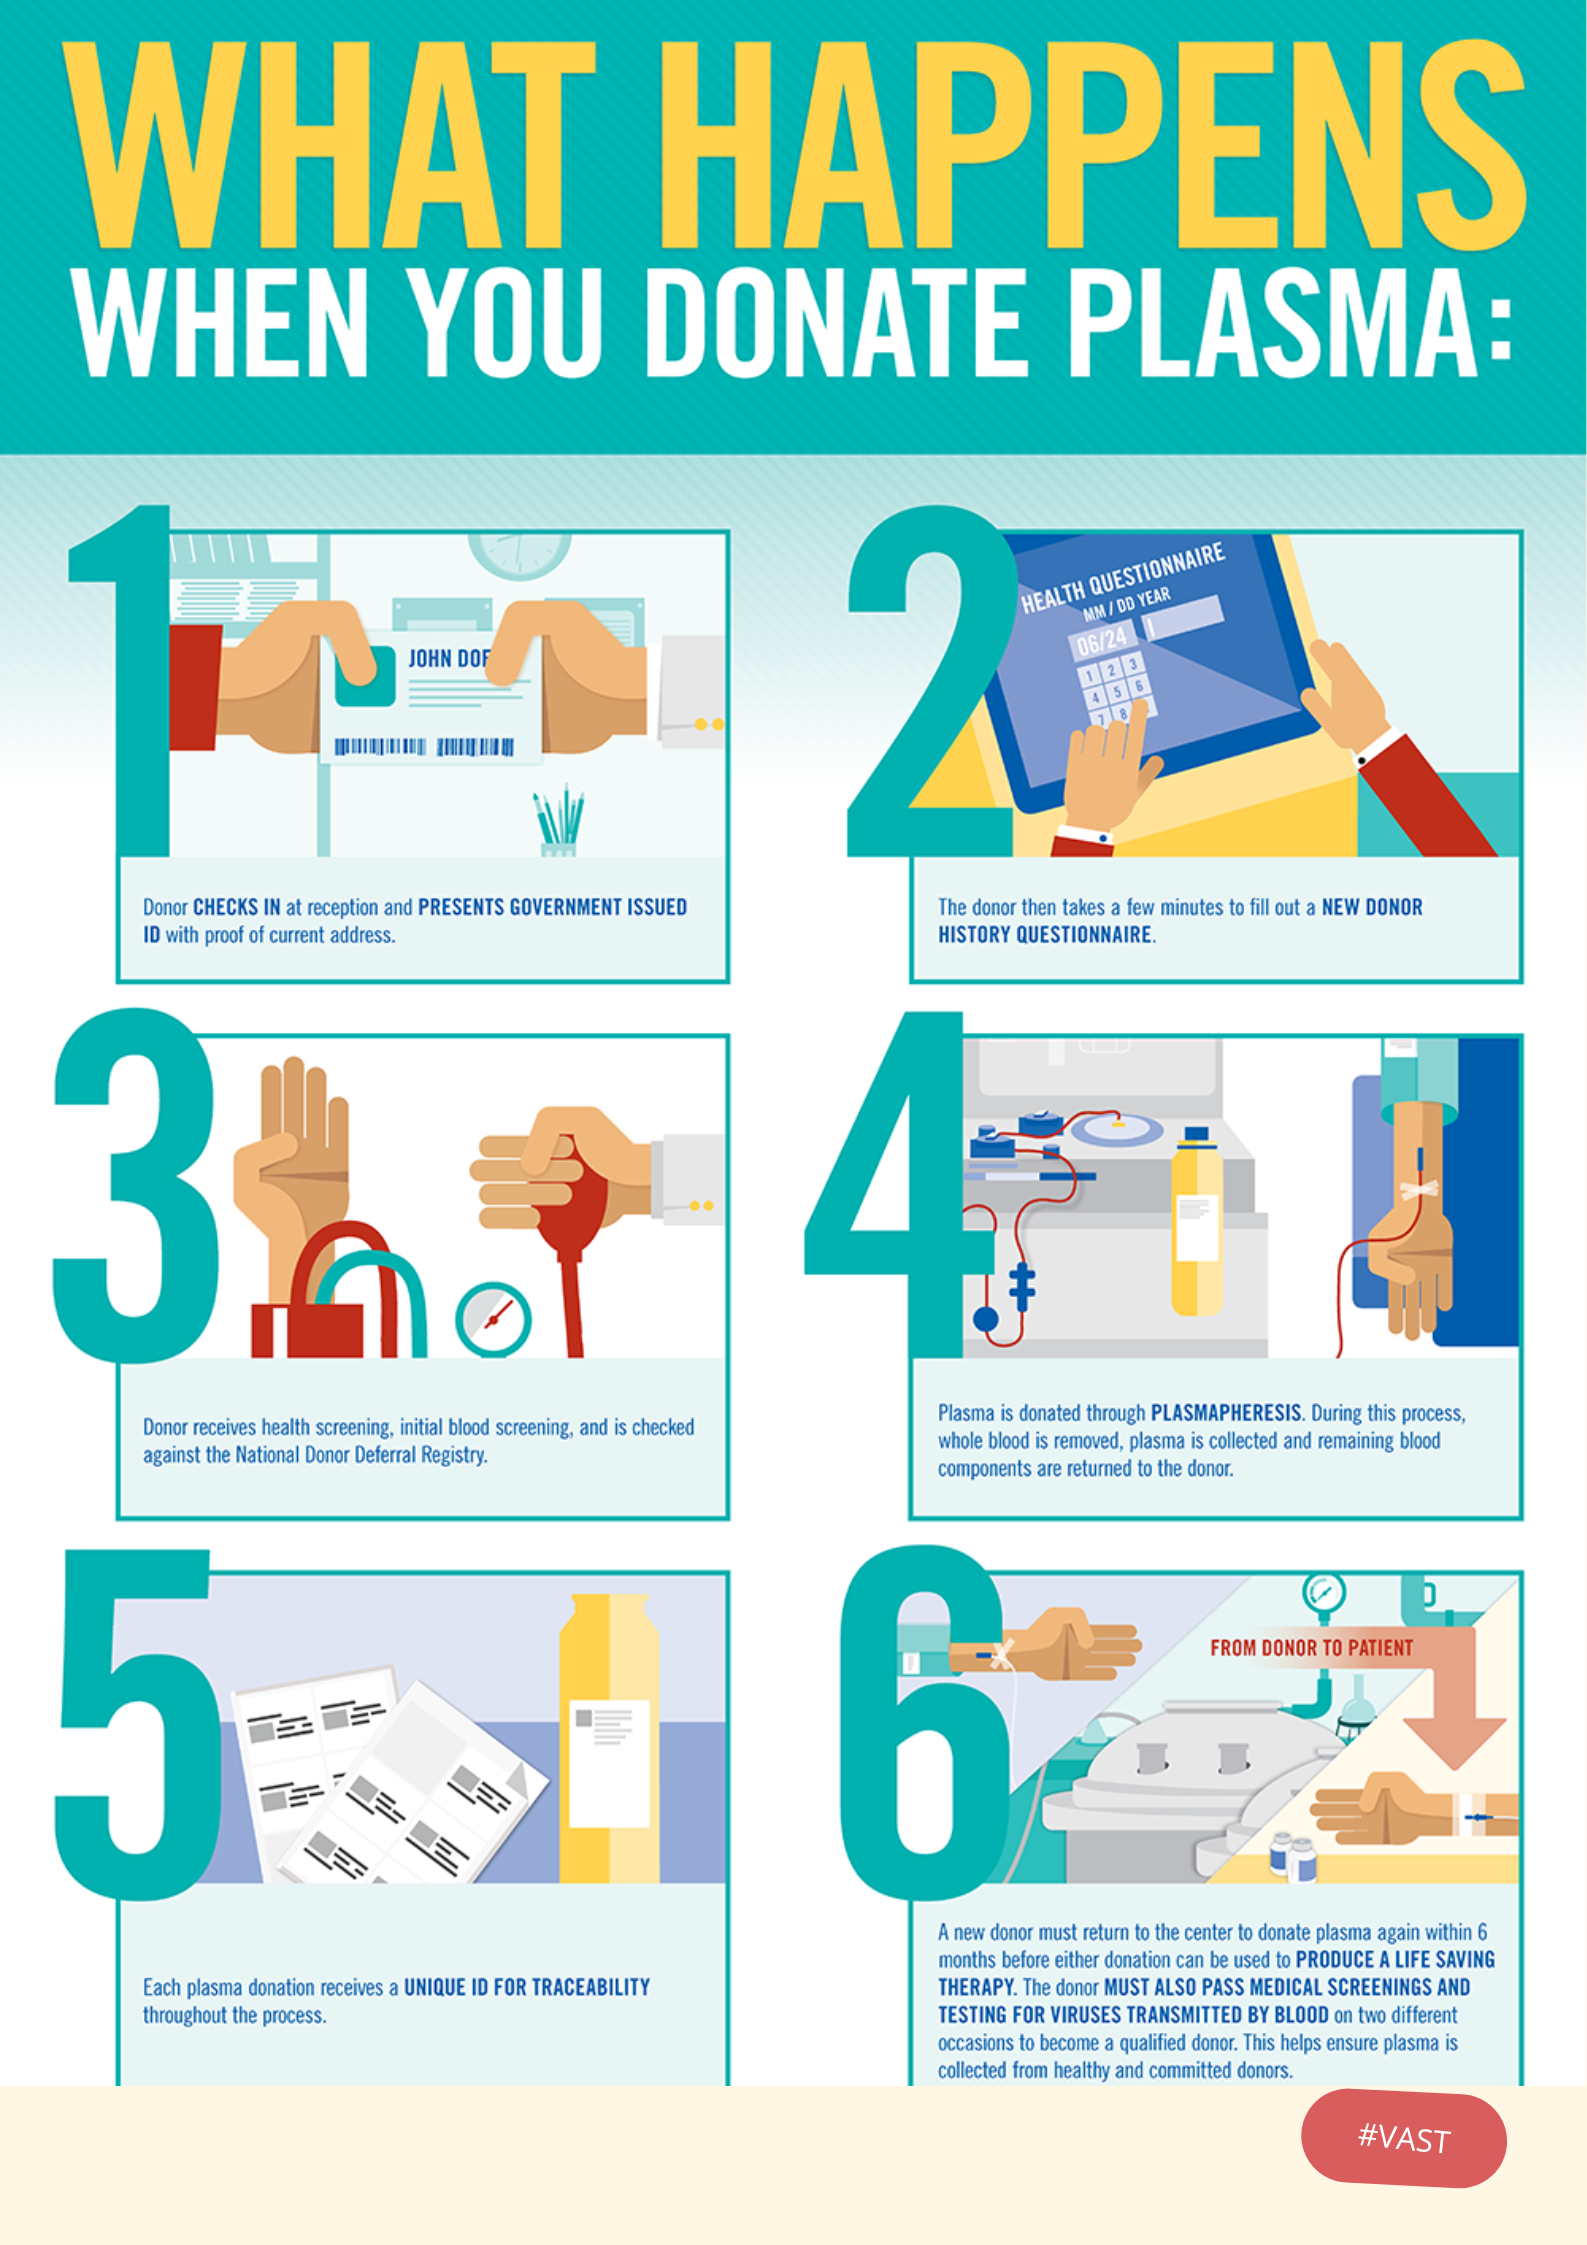 WHAT HAPPENS
WHEN YOU DONATE PLASMA:
1
JOHN DOE
Donor CHECKS IN at reception and PRESENTS GOVERNMENT ISSUED
ID with proof of current address.
2
HEALTH QUESTIONNAIRE
MM / DD YEAR
06/24
1 2 3
4 5 6
7 8
The donor then takes a few minutes to fill out a NEW DONOR
HISTORY QUESTIONNAIRE.
3
Donor receives health screening, initial blood screening, and is checked
against the National Donor Deferral Registry.
4
Plasma is donated through PLASMAPHERESIS. During this process,
whole blood is removed, plasma is collected and remaining blood
components are returned to the donor.
5
Each plasma donation receives a UNIQUE ID FOR TRACEABILITY
throughout the process.
6
FROM DONOR TO PATIENT
A new donor must return to the center to donate plasma again within 6
months before either donation can be used to PRODUCE A LIFE SAVING
THERAPY. The donor MUST ALSO PASS MEDICAL SCREENINGS AND
TESTING FOR VIRUSES TRANSMITTED BY BLOOD on two different
occasions to become a qualified donor. This helps ensure plasma is
collected from healthy and committed donors.
#VAST